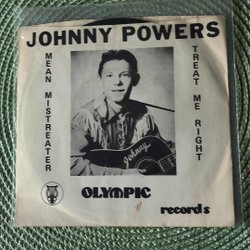 JOHNNY POWERS
MEAN MISTREATER
TREAT ME RIGHT
Johnny
OLYMPIC
records